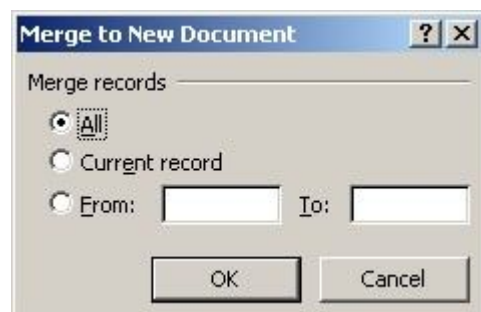 Merge to New Document ? ×
Merge records
All
Current record
From: To:
OK Cancel